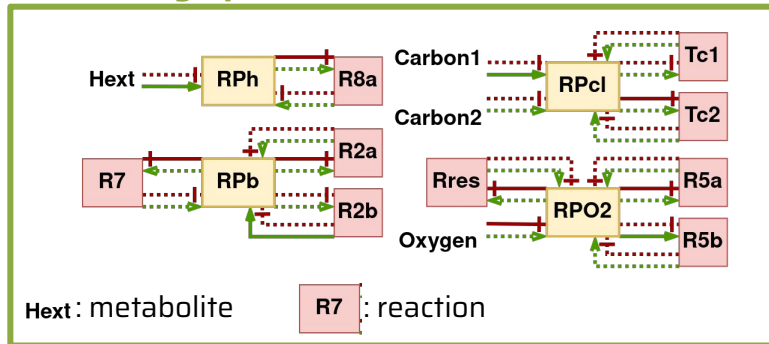 Hext
RPh
R8a
R7
RPb
R2a
R2b
Carbon1
Carbon2
RPcl
Tc1
Tc2
Rres
Oxygen
RPO2
R5a
R5b
Hext : metabolite
R7 : reaction